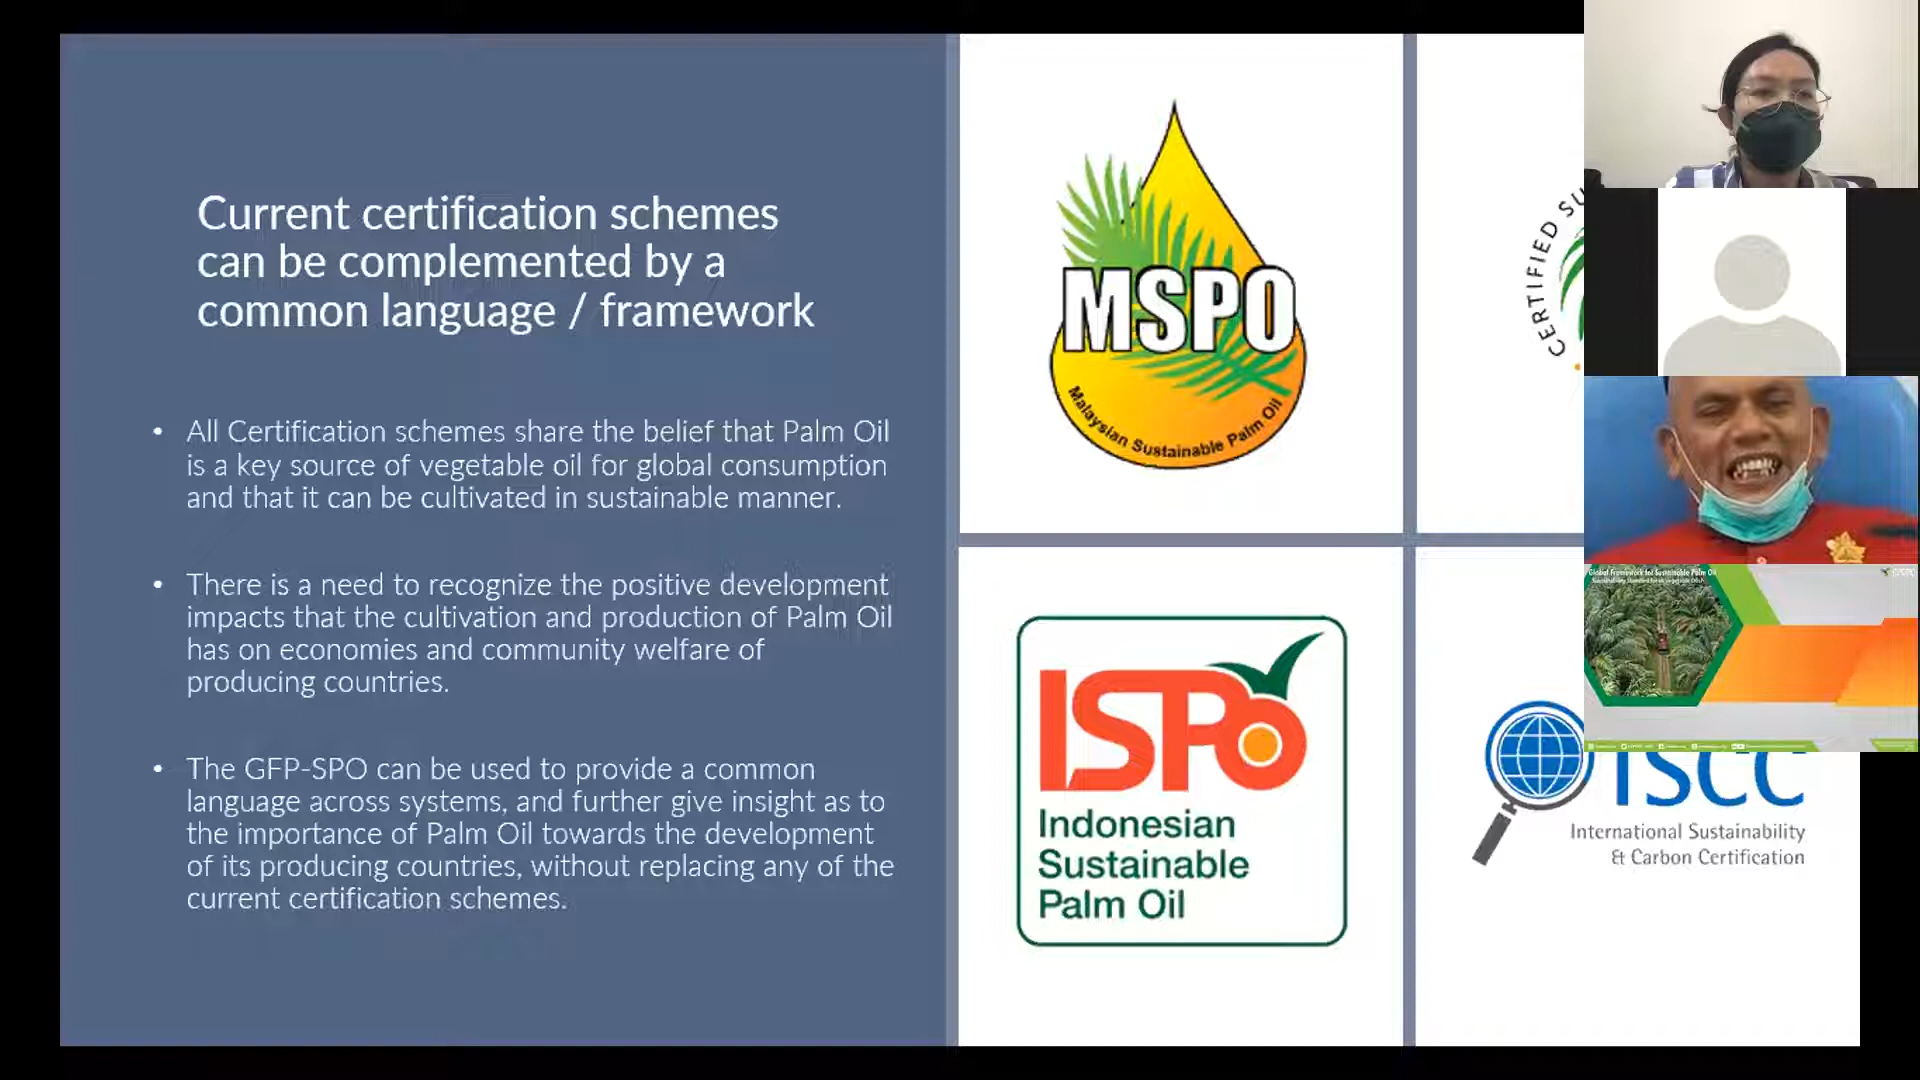 Current certification schemes
can be complemented by a
common language / framework
• All Certification schemes share the belief that Palm Oil
is a key source of vegetable oil for global consumption
and that it can be cultivated in sustainable manner.
• There is a need to recognize the positive development
impacts that the cultivation and production of Palm Oil
has on economies and community welfare of
producing countries.
• The GFP-SPO can be used to provide a common
language across systems, and further give insight as to
the importance of Palm Oil towards the development
of its producing countries, without replacing any of the
current certification schemes.
MSPO
Malaysian Sustainable Palm Oil
CERTIFIED SU
ISPO
Indonesian
Sustainable
Palm Oil
ISCC
International Sustainability
& Carbon Certification
Global Framework for Sustainable Palm Oil